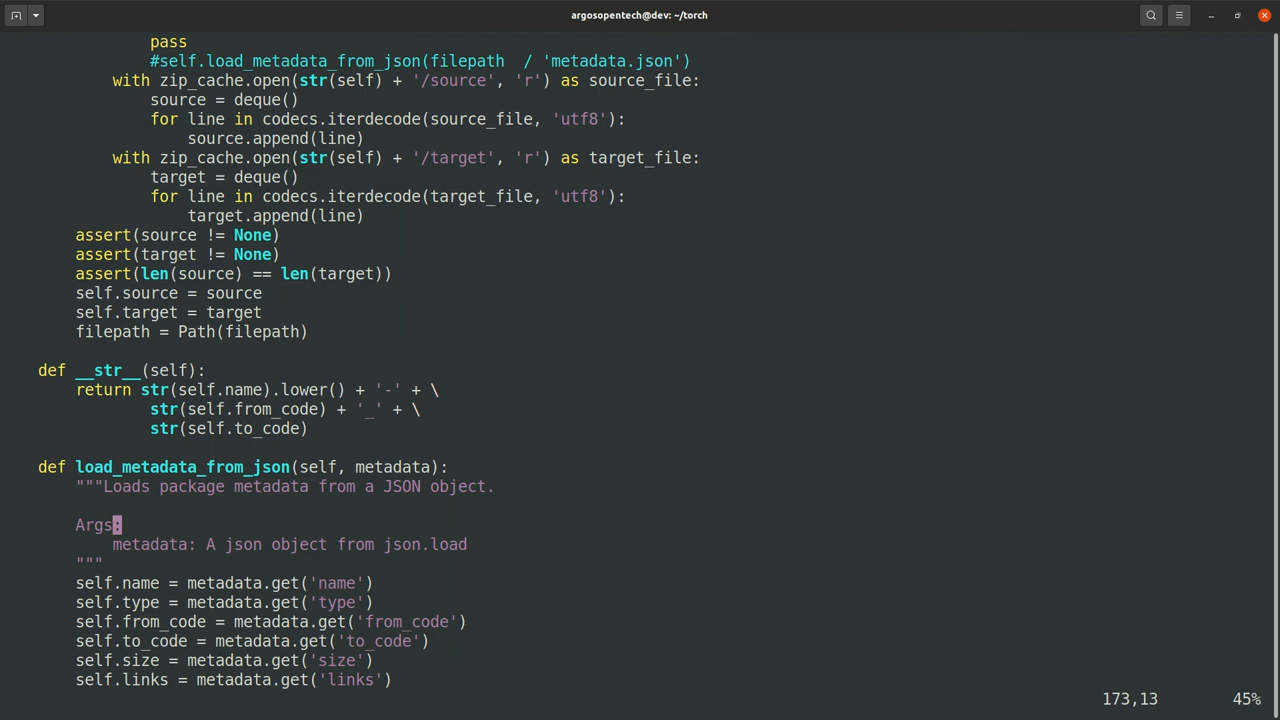 argosopentech@dev: ~/torch
pass
#self.load_metadata_from_json(filepath  / 'metadata.json')
with zip_cache.open(str(self) + '/source', 'r') as source_file:
source = deque()
for line in codecs.iterdecode(source_file, 'utf8'):
source.append(line)
with zip_cache.open(str(self) + '/target', 'r') as target_file:
target = deque()
for line in codecs.iterdecode(target_file, 'utf8'):
target.append(line)
assert(source != None)
assert(target != None)
assert(len(source) == len(target))
self.source = source
self.target = target
filepath = Path(filepath)
def __str__(self):
return str(self.name).lower() + '-' + \
str(self.from_code) + '_' + \
str(self.to_code)
def load_metadata_from_json(self, metadata):
"""Loads package metadata from a JSON object.
Args:
metadata: A json object from json.load
"""
self.name = metadata.get('name')
self.type = metadata.get('type')
self.from_code = metadata.get('from_code')
self.to_code = metadata.get('to_code')
self.size = metadata.get('size')
self.links = metadata.get('links')
173,13 45%